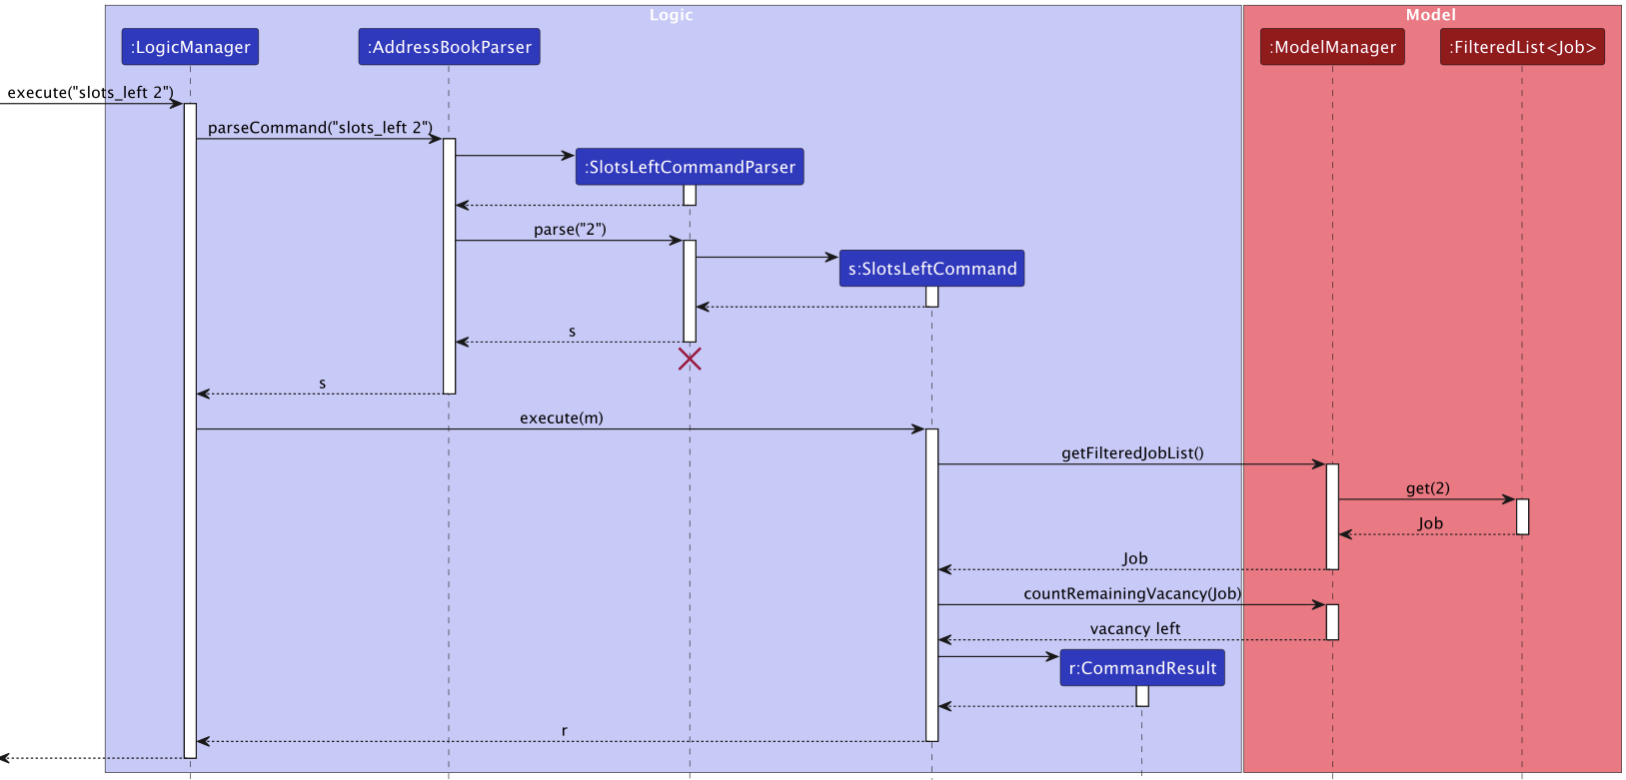 Logic
Model
:LogicManager
:AddressBookParser
:ModelManager
:FilteredList<Job>
execute("slots_left 2")
parseCommand("slots_left 2")
:SlotsLeftCommandParser
parse("2")
s:SlotsLeftCommand
s
s
execute(m)
getFilteredJobList()
get(2)
Job
Job
countRemainingVacancy(Job)
vacancy left
r:CommandResult
r